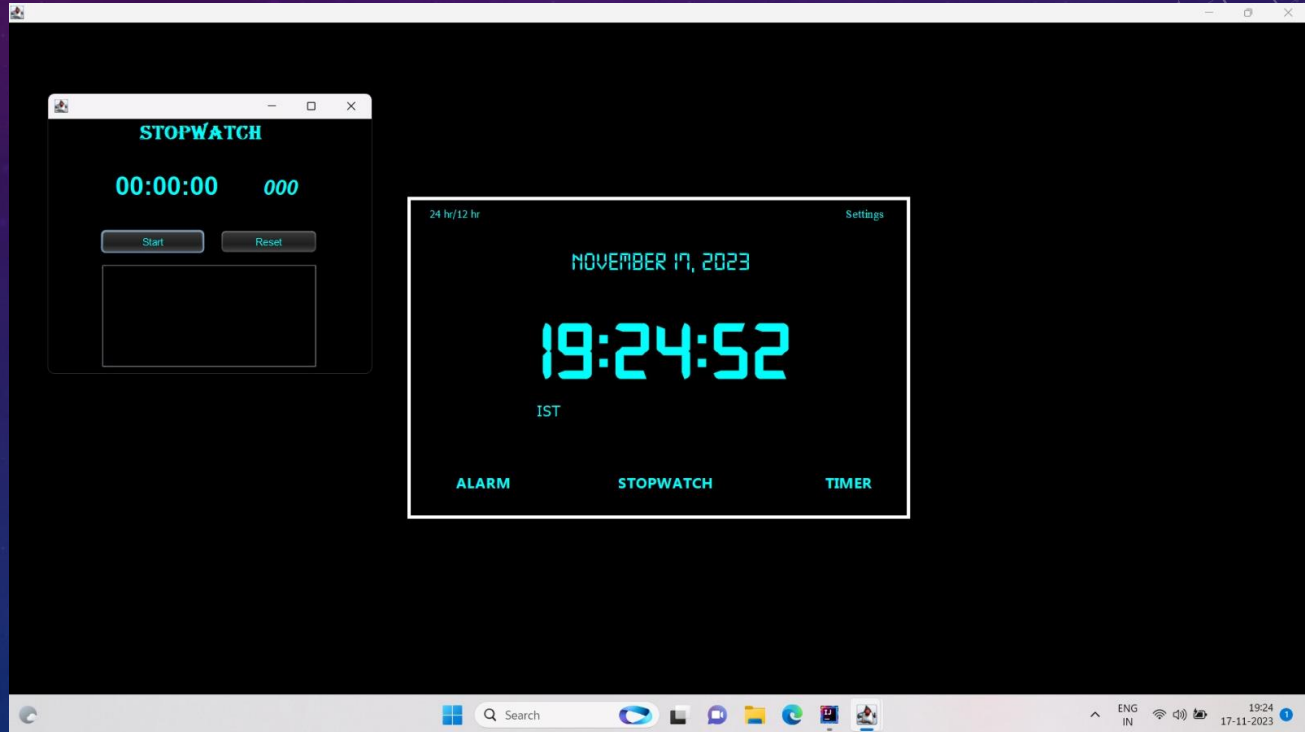 STOPWATCH
00:00:00 000
Start Reset
24 hr/12 hr Settings
NOVEMBER 17, 2023
19:24:52
IST
ALARM STOPWATCH TIMER
Search
ENG
IN
19:24
17-11-2023
1